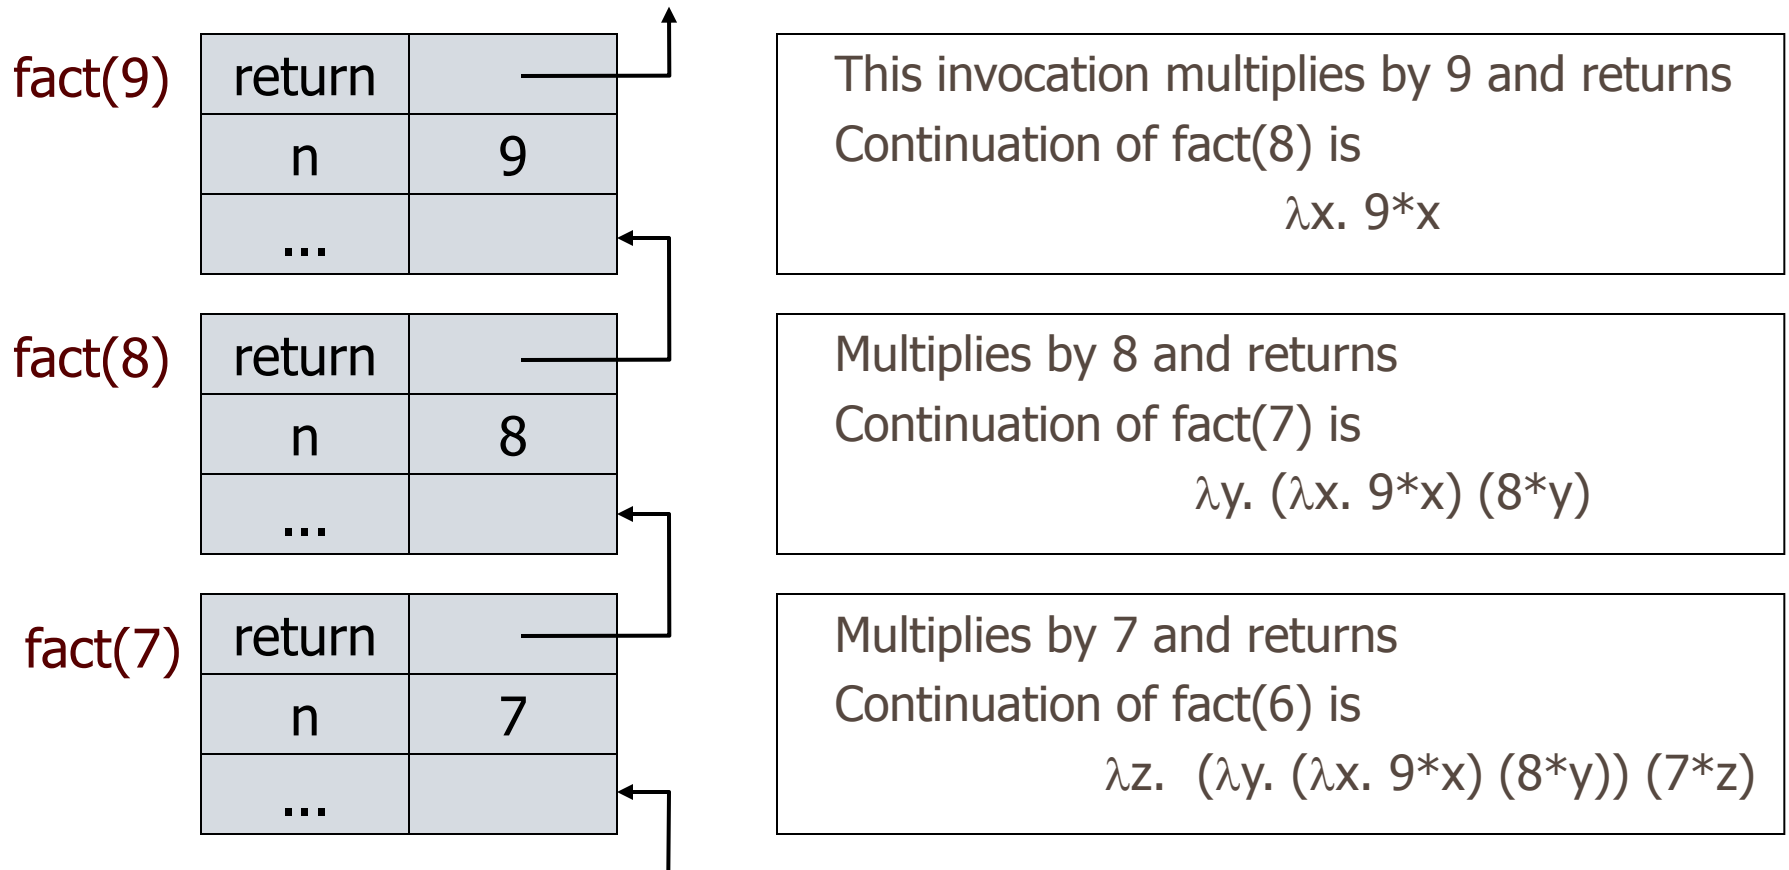 fact(9)
return
n 9
...
This invocation multiplies by 9 and returns
Continuation of fact(8) is
λx. 9*x
fact(8)
return
n 8
...
Multiplies by 8 and returns
Continuation of fact(7) is
λy. (λx. 9*x) (8*y)
fact(7)
return
n 7
...
Multiplies by 7 and returns
Continuation of fact(6) is
λz. (λy. (λx. 9*x) (8*y)) (7*z)